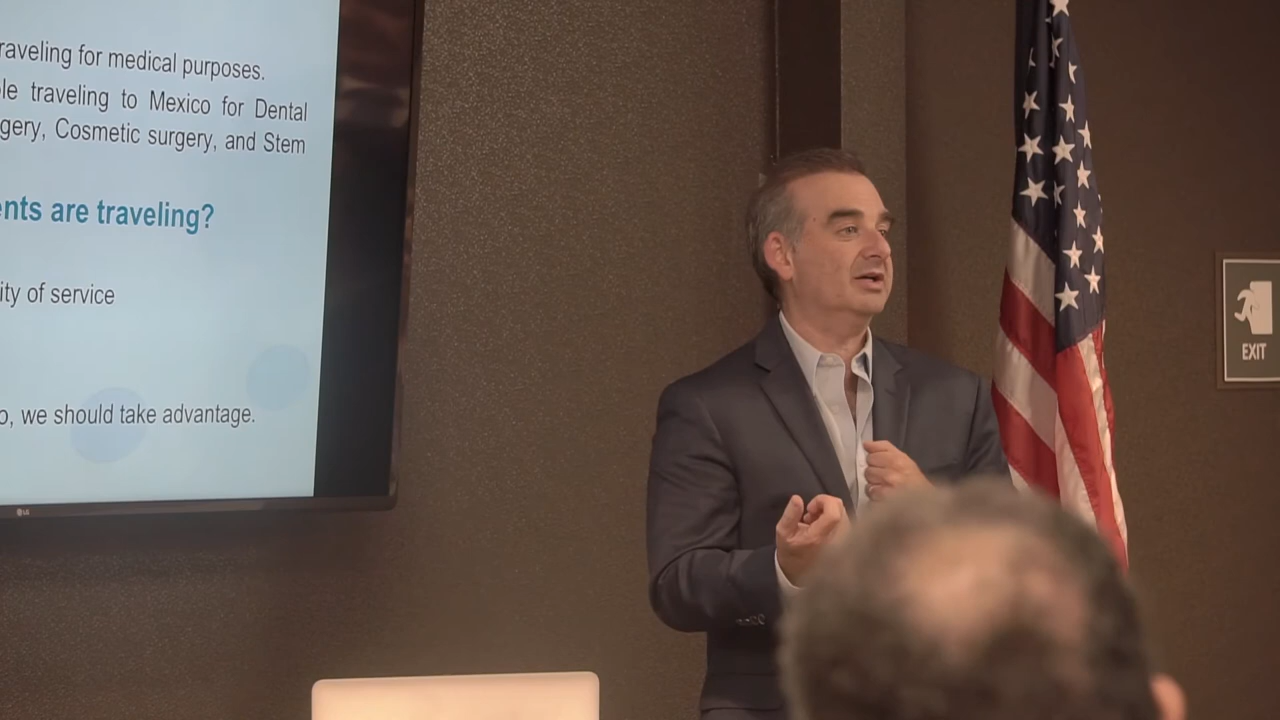 raveling for medical purposes.
le traveling to Mexico for Dental
gery, Cosmetic surgery, and Stem
ents are traveling?
ity of service
o, we should take advantage.
LG
EXIT